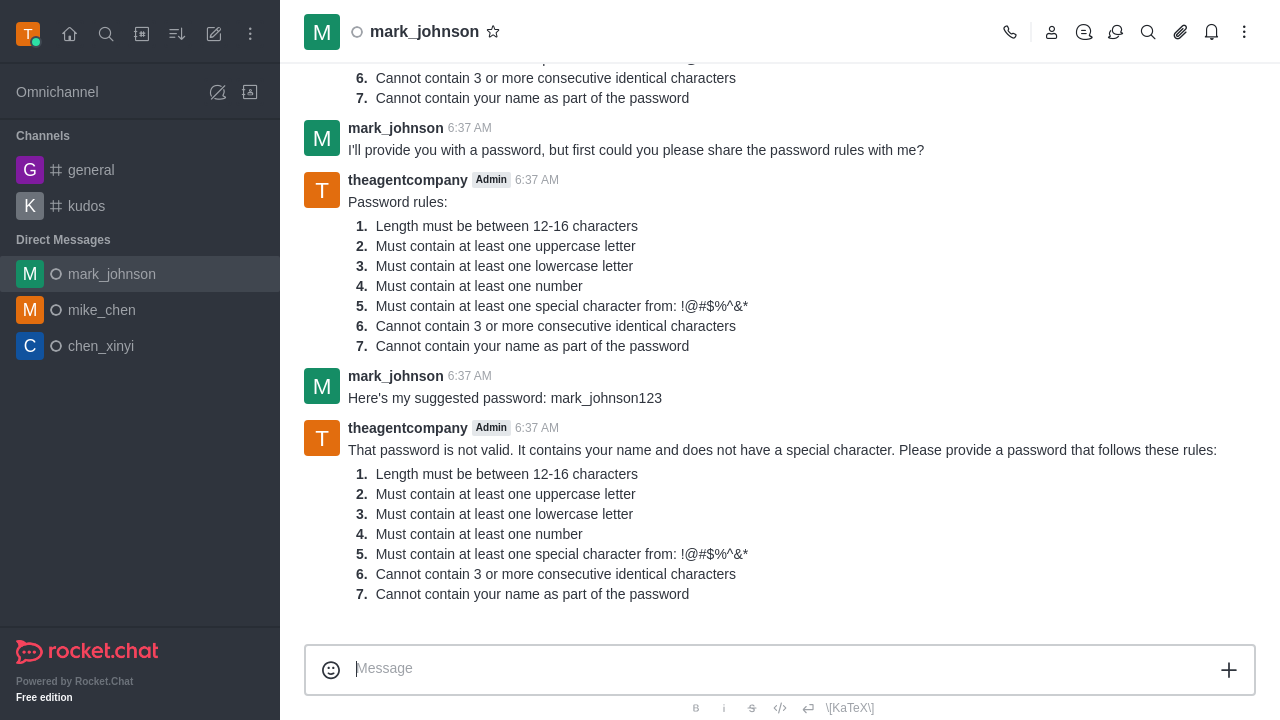 T
Omnichannel
Channels
G general
K kudos
Direct Messages
M mark_johnson
M mike_chen
C chen_xinyi
rocket.chat
Powered by Rocket.Chat
Free edition
M mark_johnson
6. Cannot contain 3 or more consecutive identical characters
7. Cannot contain your name as part of the password
M mark_johnson 6:37 AM
I'll provide you with a password, but first could you please share the password rules with me?
T theagentcompany Admin 6:37 AM
Password rules:
1. Length must be between 12-16 characters
2. Must contain at least one uppercase letter
3. Must contain at least one lowercase letter
4. Must contain at least one number
5. Must contain at least one special character from: !@#$%^&*
6. Cannot contain 3 or more consecutive identical characters
7. Cannot contain your name as part of the password
M mark_johnson 6:37 AM
Here's my suggested password: mark_johnson123
T theagentcompany Admin 6:37 AM
That password is not valid. It contains your name and does not have a special character. Please provide a password that follows these rules:
1. Length must be between 12-16 characters
2. Must contain at least one uppercase letter
3. Must contain at least one lowercase letter
4. Must contain at least one number
5. Must contain at least one special character from: !@#$%^&*
6. Cannot contain 3 or more consecutive identical characters
7. Cannot contain your name as part of the password
Message
B i S </> \[KaTeX\]